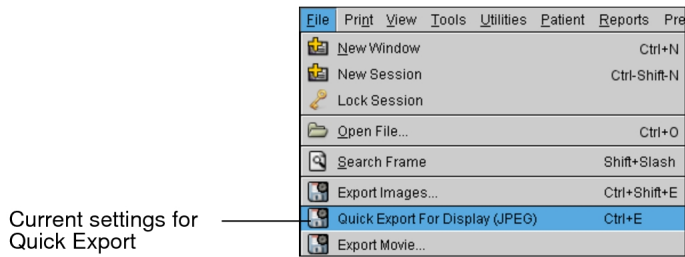 File Print View Tools Utilities Patient Reports Pre
New Window Ctrl+N
New Session Ctrl-Shift-N
Lock Session
Open File... Ctrl+O
Search Frame Shift+Slash
Export Images... Ctrl+Shift+E
Quick Export For Display (JPEG) Ctrl+E
Export Movie...
Current settings for
Quick Export